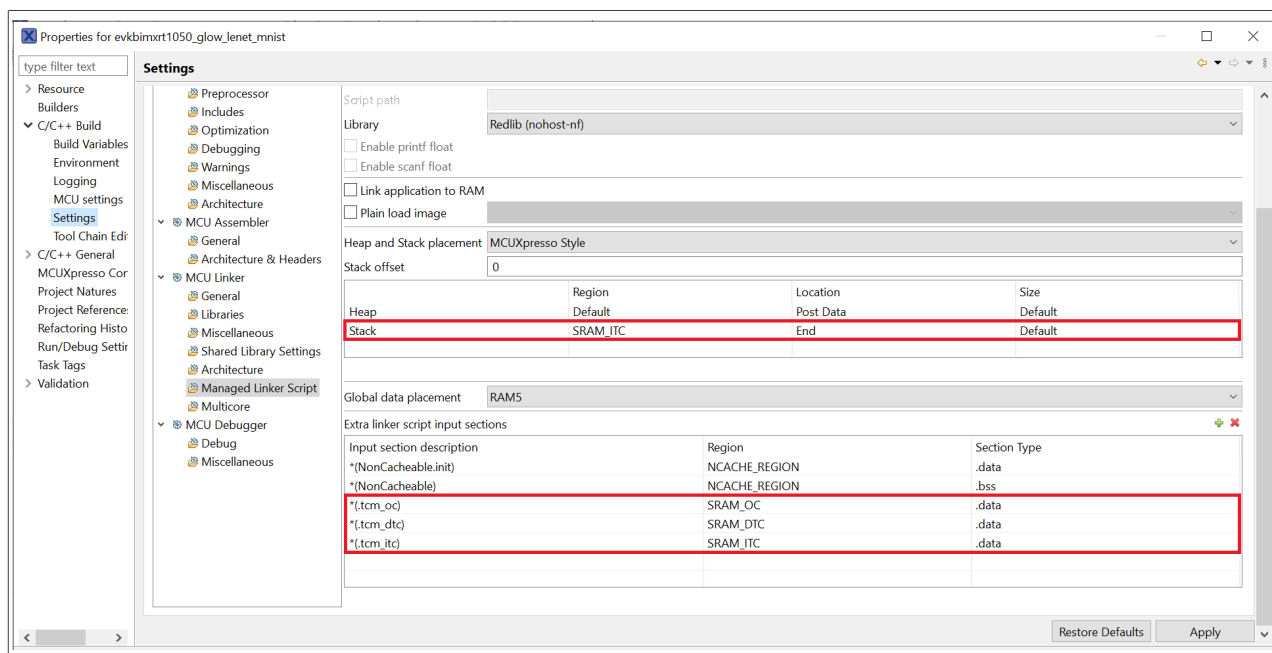 Properties for evkbimxrt1050_glow_lenet_mnist
type filter text
Resource
Builders
C/C++ Build
Build Variables
Environment
Logging
MCU settings
Settings
Tool Chain Edi
C/C++ General
MCUXpresso Cor
Project Natures
Project Reference
Refactoring Histo
Run/Debug Settir
Task Tags
Validation
Settings
Preprocessor
Includes
Optimization
Debugging
Warnings
Miscellaneous
Architecture
MCU Assembler
General
Architecture & Headers
MCU Linker
General
Libraries
Miscellaneous
Shared Library Settings
Architecture
Managed Linker Script
Multicore
MCU Debugger
Debug
Miscellaneous
Script path
Library Redlib (nohost-nf)
Enable printf float
Enable scanf float
Link application to RAM
Plain load image
Heap and Stack placement MCUXpresso Style
Stack offset 0
Region Location Size
Heap Default Post Data Default
Stack SRAM_ITC End Default
Global data placement RAM5
Extra linker script input sections
Input section description Region Section Type
*(NonCacheable.init) NCACHE_REGION .data
*(NonCacheable) NCACHE_REGION .bss
*(.tcm_oc) SRAM_OC .data
*(.tcm_dtc) SRAM_DTC .data
*(.tcm_itc) SRAM_ITC .data
Restore Defaults Apply